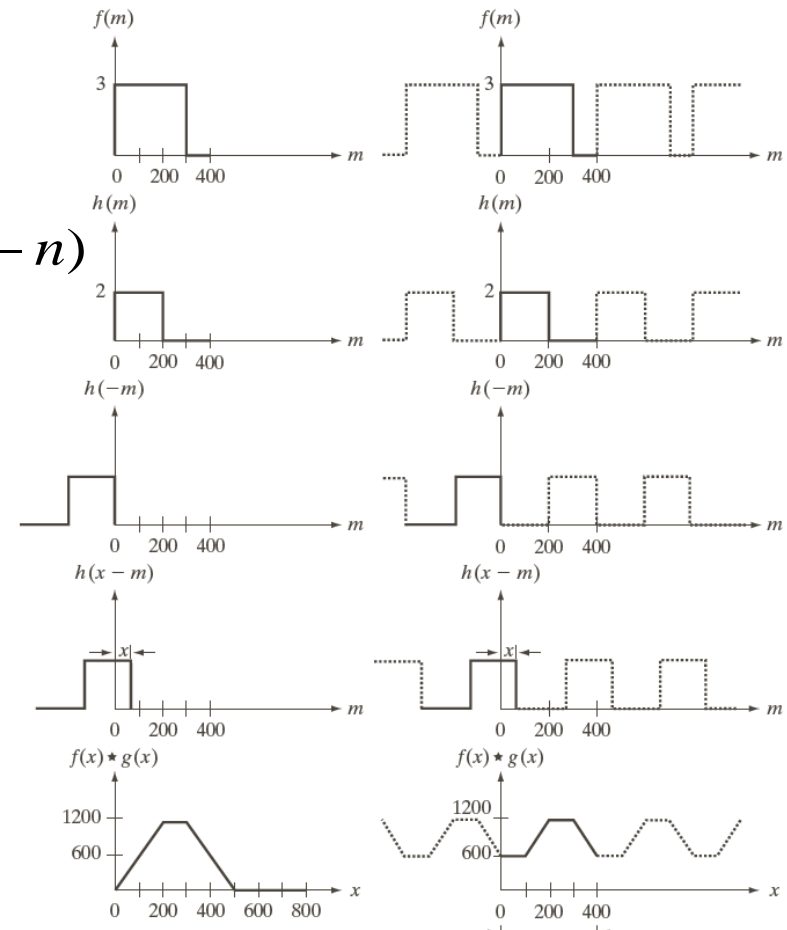 f(m) f(m)
3 3
m m
0 200 400 0 200 400
h(m) h(m)
– n)
2 2
m m
0 200 400 0 200 400
h(−m) h(−m)
m m
0 200 400 0 200 400
h(x − m) h(x − m)
x x
m m
0 200 400 0 200 400
f(x)★g(x) f(x)★g(x)
1200 1200
600 600
x x
0 200 400 600 800 0 200 400